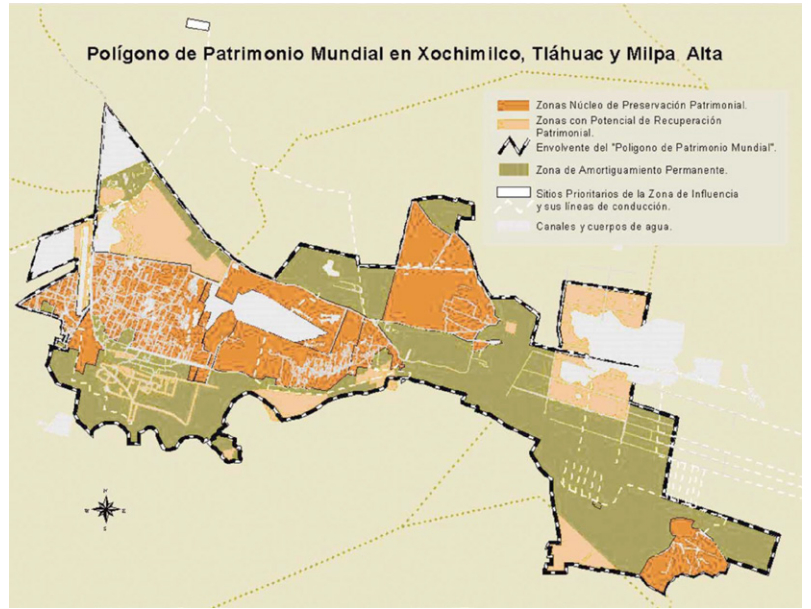 Polígono de Patrimonio Mundial en Xochimilco, Tláhuac y Milpa Alta
Zonas Núcleo de Preservación Patrimonial.
Zonas con Potencial de Recuperación
Patrimonial.
Envolvente del "Poligono de Patrimonio Mundial".
Zona de Amortiguamiento Permanente.
Sitios Prioritarios de la Zona de Influencia
y sus líneas de conducción.
Canales y cuerpos de agua.